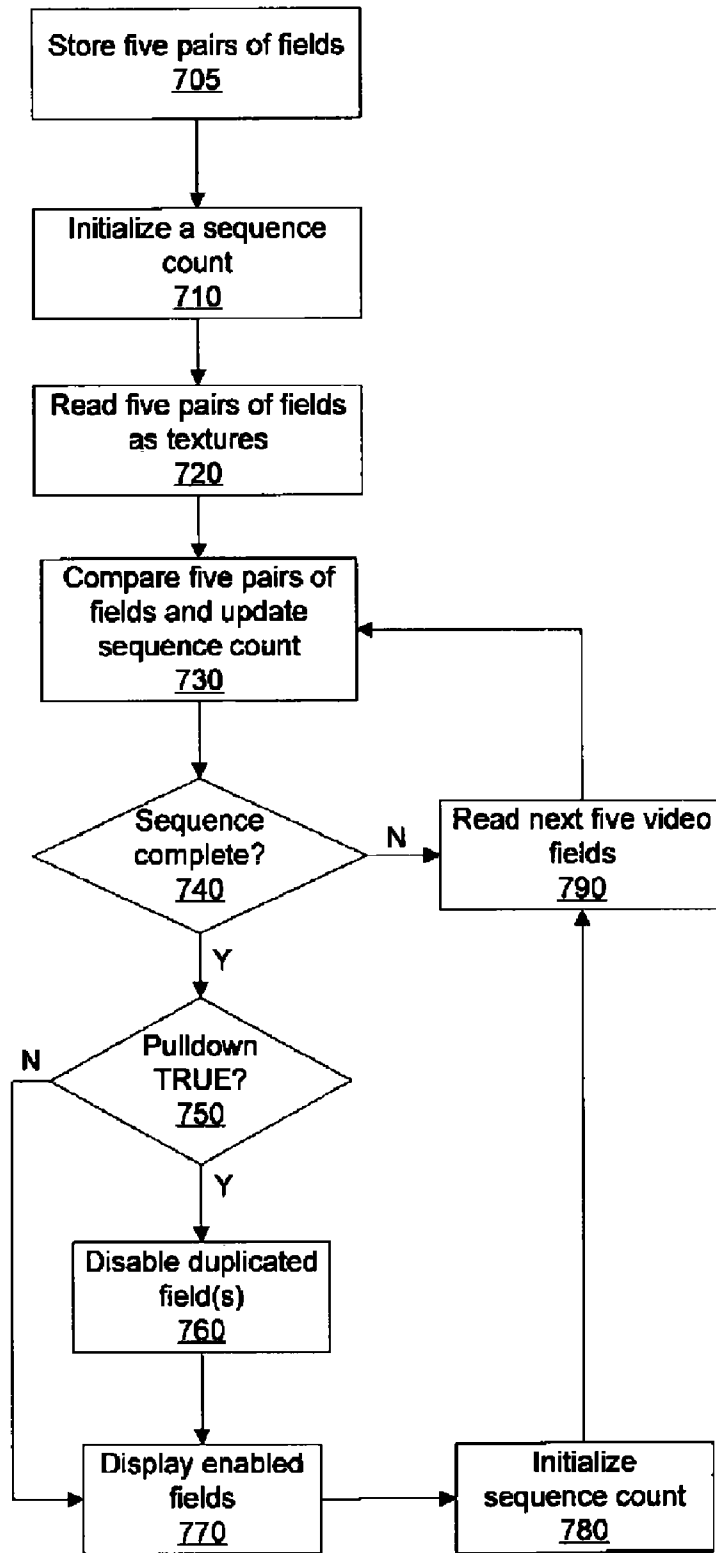 Store five pairs of fields
705
Initialize a sequence
count
710
Read five pairs of fields
as textures
720
Compare five pairs of
fields and update
sequence count
730
Sequence
complete?
740
N
Read next five video
fields
790
Y
N
Pulldown
TRUE?
750
Y
Disable duplicated
field(s)
760
Display enabled
fields
770
Initialize
sequence count
780